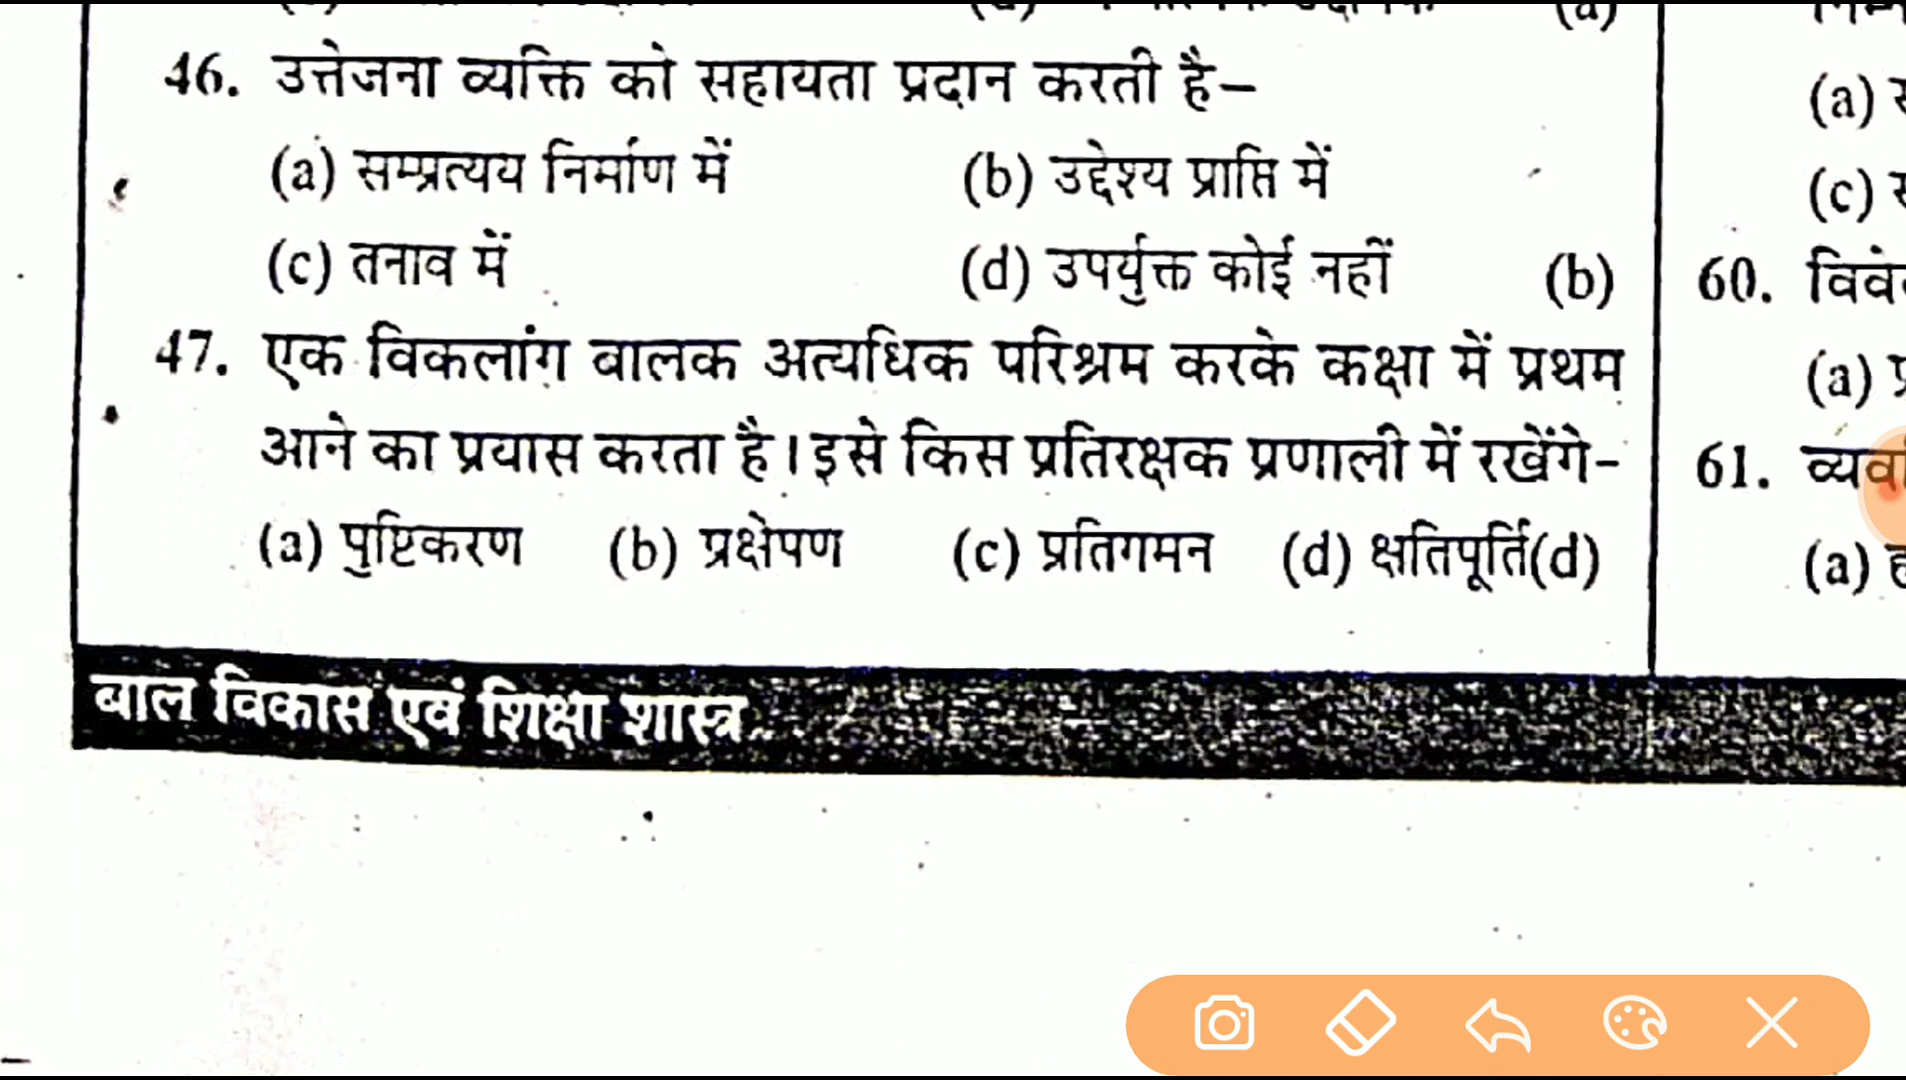 46. उत्तेजना व्यक्ति को सहायता प्रदान करती है–
(a) सम्प्रत्यय निर्माण में (b) उद्देश्य प्राप्ति में
(c) तनाव में (d) उपर्युक्त कोई नहीं (b)
47. एक विकलांग बालक अत्यधिक परिश्रम करके कक्षा में प्रथम
आने का प्रयास करता है। इसे किस प्रतिरक्षक प्रणाली में रखेंगे-
(a) पुष्टिकरण (b) प्रक्षेपण (c) प्रतिगमन (d) क्षतिपूर्ति(d)
(a)
(c)
60.
(a)
61.
(a)
बाल विकास एवं शिक्षा शास्त्र